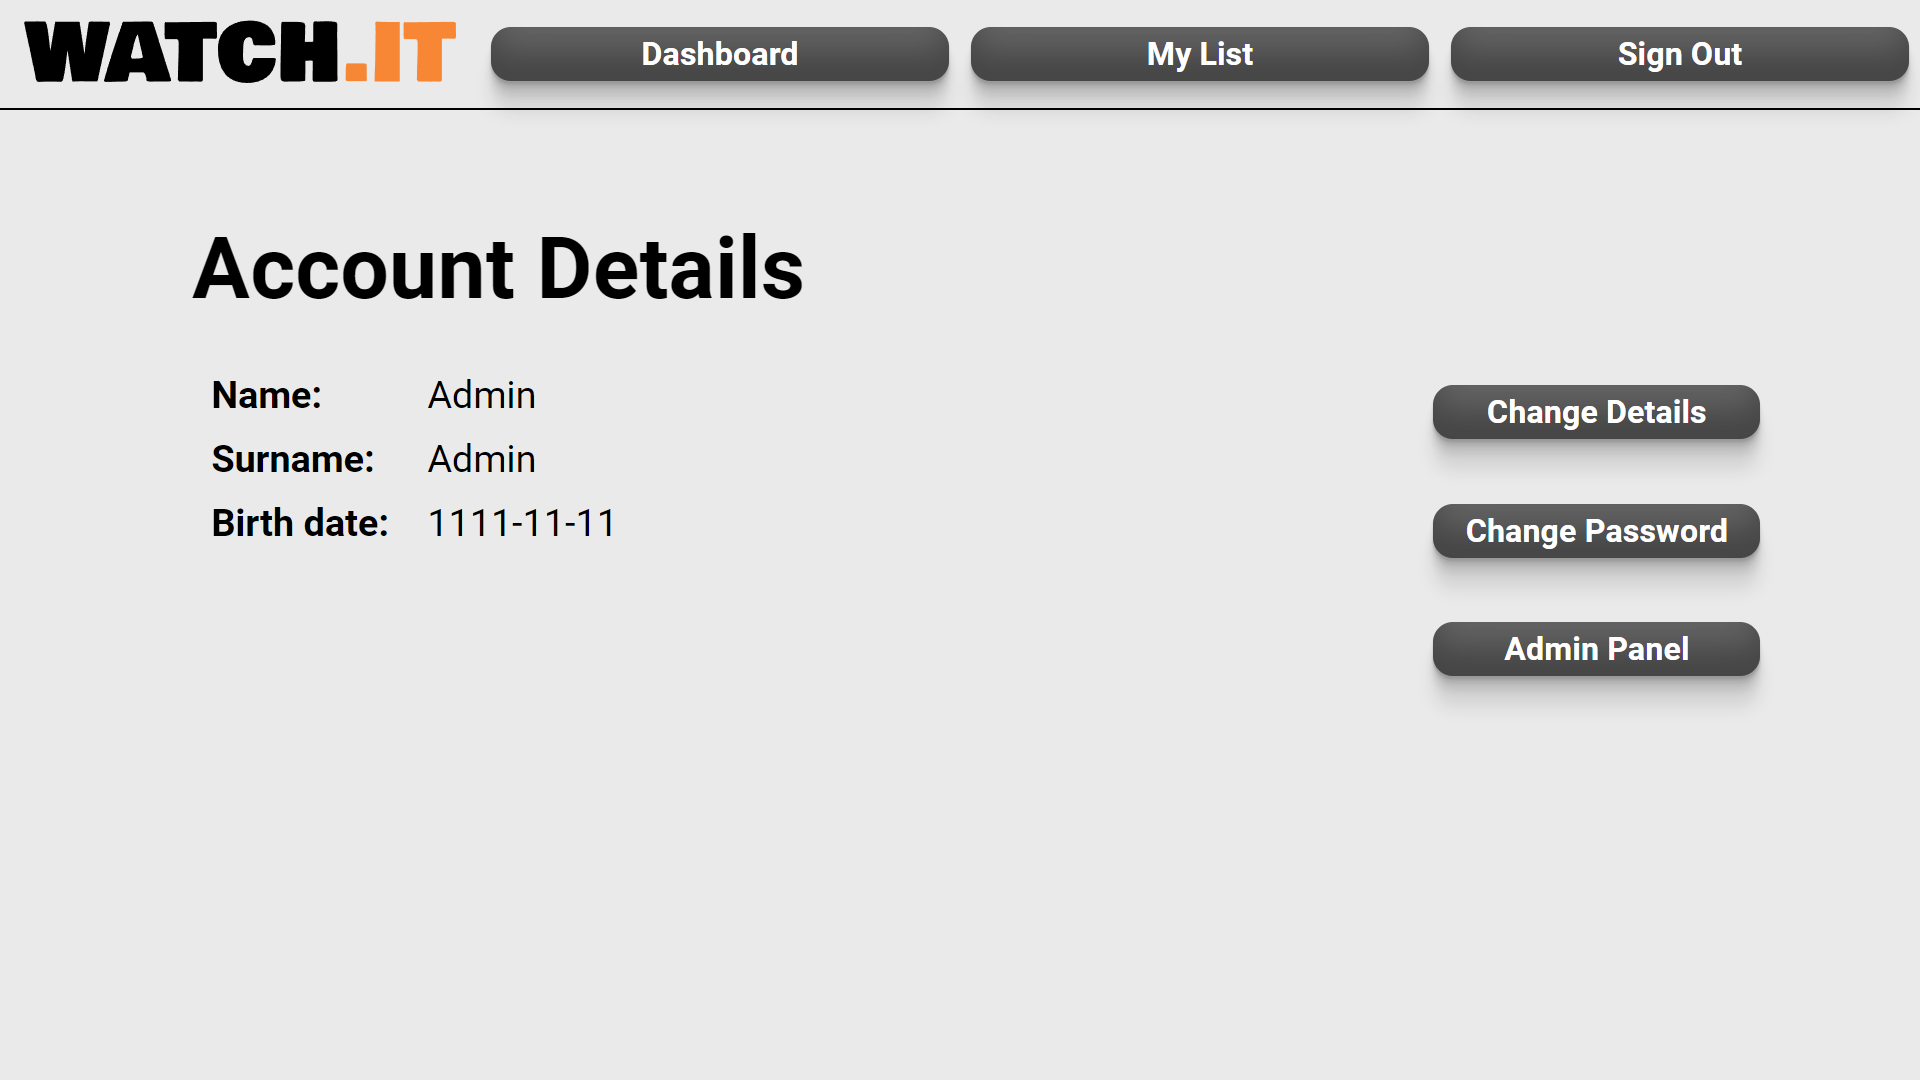 WATCH.IT
Dashboard
My List
Sign Out
Account Details
Name: Admin
Surname: Admin
Birth date: 1111-11-11
Change Details
Change Password
Admin Panel